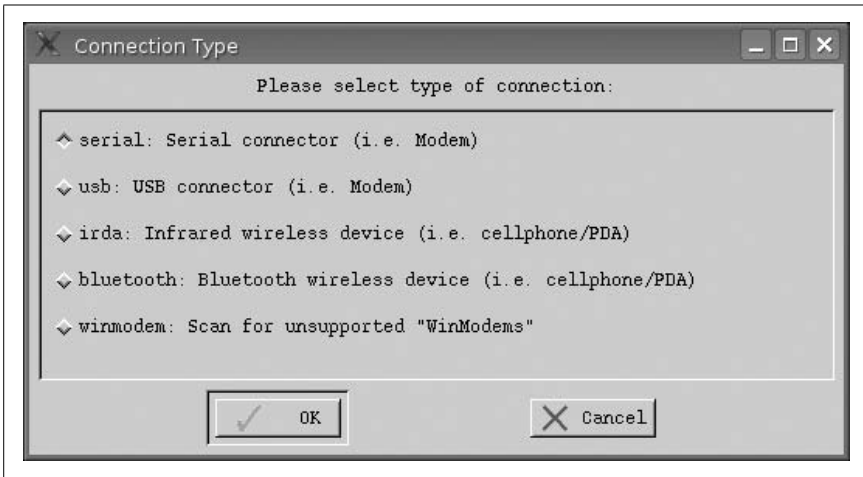 Connection Type
Please select type of connection:
serial: Serial connector (i.e. Modem)
usb: USB connector (i.e. Modem)
irda: Infrared wireless device (i.e. cellphone/PDA)
bluetooth: Bluetooth wireless device (i.e. cellphone/PDA)
winmodem: Scan for unsupported "WinModems"
OK
Cancel